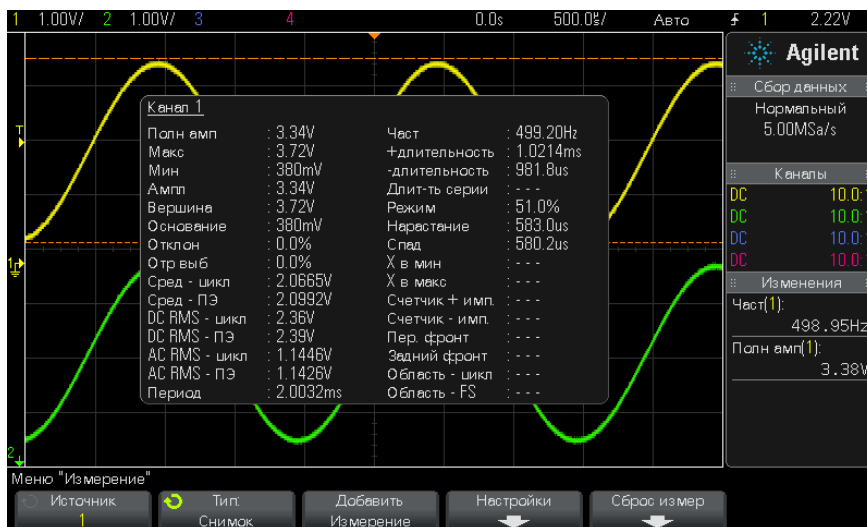 1 1.00V/ 2 1.00V/ 3 4 0.0s 500.0㎲/ Авто 1 2.22V
Agilent
Сбор данных
Нормальный
5.00MSa/s
Каналы
DC 10.0:
DC 10.0:
DC 10.0:
DC 10.0:
Изменения
Част(1):
498.95Hz
Полн амп(1):
3.38V
T
1
2
Канал 1
Полн амп : 3.34V Част : 499.20Hz
Макс : 3.72V +длительность : 1.0214ms
Мин : 380mV -длительность : 981.8us
Ампл : 3.34V Длит-ть серии : - - -
Вершина : 3.72V Режим : 51.0%
Основание : 380mV Нарастание : 583.0us
Отклон : 0.0% Спад : 580.2us
Отр выб : 0.0% X в мин : - - -
Сред - цикл : 2.0665V X в макс : - - -
Сред - ПЭ : 2.0992V Счетчик + имп. : - - -
DC RMS - цикл : 2.36V Счетчик - имп. : - - -
DC RMS - ПЭ : 2.39V Пер. фронт : - - -
AC RMS - цикл : 1.1446V Задний фронт : - - -
AC RMS - ПЭ : 1.1426V Область - цикл : - - -
Период : 2.0032ms Область - FS : - - -
Меню "Измерение"
Источник
1
Тип:
Снимок
Добавить
Измерение
Настройки
Сброс измер